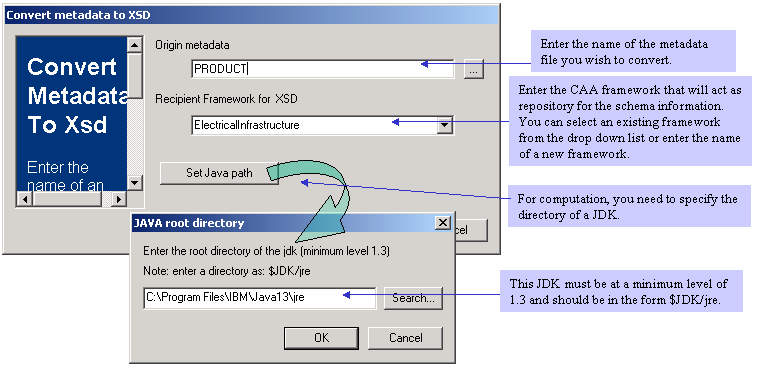 Convert metadata to XSD
Convert
Metadata
To Xsd
Enter the
name of an
Origin metadata
PRODUCT
...
Recipient Framework for XSD
ElectricalInfrastructure
Set Java path
JAVA root directory
Enter the root directory of the jdk (minimum level 1.3)
Note: enter a directory as: $JDK/jre
C:\Program Files\IBM\Java13\jre
Search...
OK
Cancel
Enter the name of the metadata
file you wish to convert.
Enter the CAA framework that will act as
repository for the schema information.
You can select an existing framework
from the drop down list or enter the name
of a new framework.
For computation, you need to specify the
directory of a JDK.
This JDK must be at a minimum level of
1.3 and should be in the form $JDK/jre.